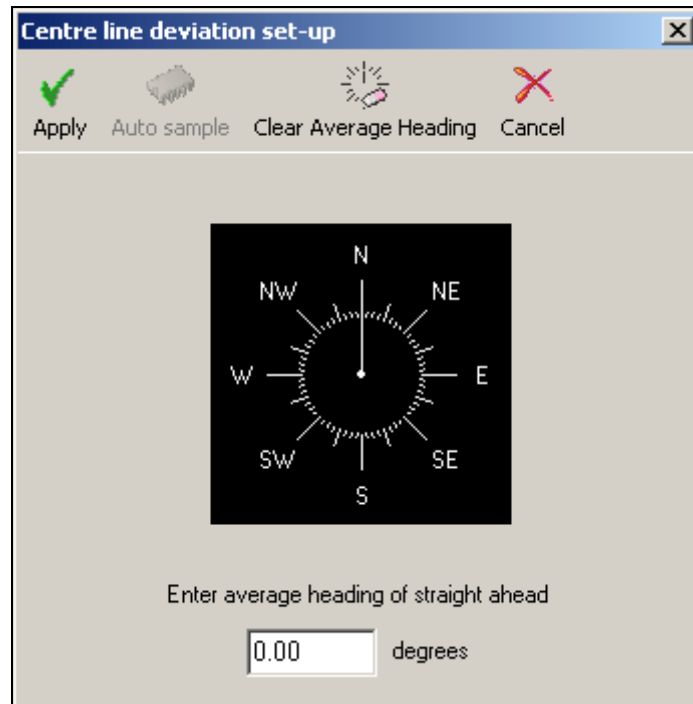 Centre line deviation set-up
Apply Auto sample Clear Average Heading Cancel
N
NW NE
W E
SW SE
S
Enter average heading of straight ahead
0.00 degrees